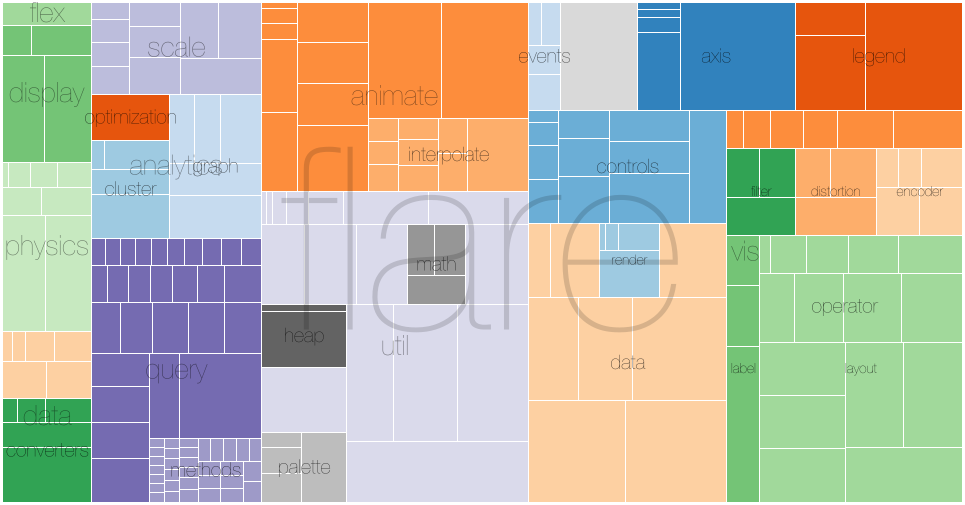 flex
scale
events
axis
legend
display
animate
optimization
interpolate
analytics
graph
controls
cluster
filter
distortion
encoder
flare
physics
vis
math
render
operator
heap
util
data
label
layout
query
data
converters
methods
palette